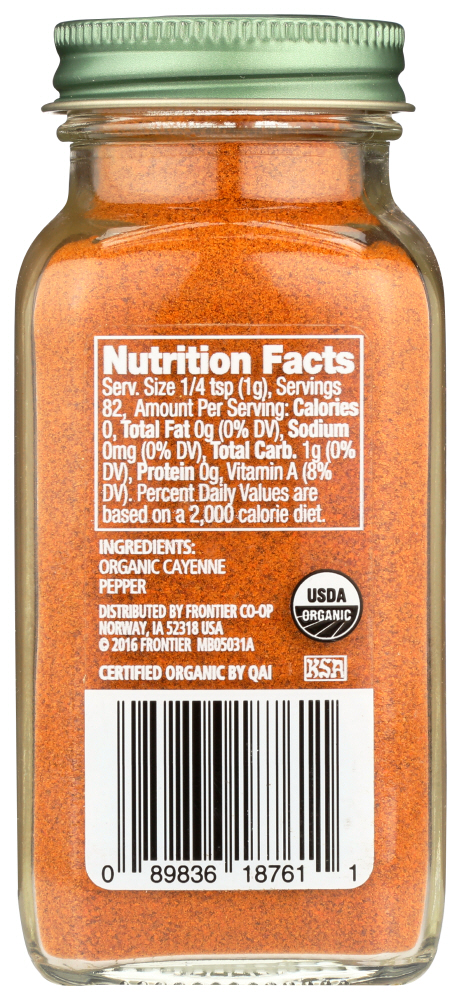 Nutrition Facts
Serv. Size 1/4 tsp (1g), Servings
82, Amount Per Serving: Calories
0, Total Fat 0g (0% DV), Sodium
0mg (0% DV), Total Carb. 1g (0%
DV), Protein 0g, Vitamin A (8%
DV). Percent Daily Values are
based on a 2,000 calorie diet.
INGREDIENTS:
ORGANIC CAYENNE
PEPPER
USDA
ORGANIC
DISTRIBUTED BY FRONTIER CO-OP
NORWAY, IA 52318 USA
© 2016 FRONTIER MB05031A
CERTIFIED ORGANIC BY QAI
KSA
0 89836 18761 1